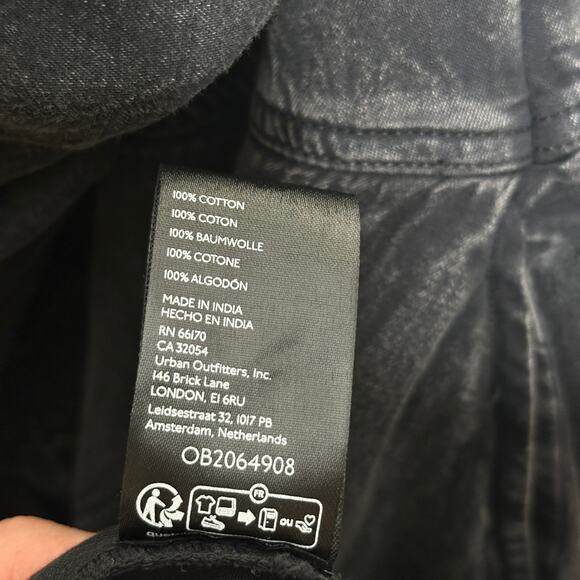 100% COTTON
100% COTON
100% BAUMWOLLE
100% COTONE
100% ALGODÓN
MADE IN INDIA
HECHO EN INDIA
RN 66170
CA 32054
Urban Outfitters, Inc.
146 Brick Lane
LONDON, E1 6RU
Leidsestraat 32, 1017 PB
Amsterdam, Netherlands
OB2064908
FR
ou